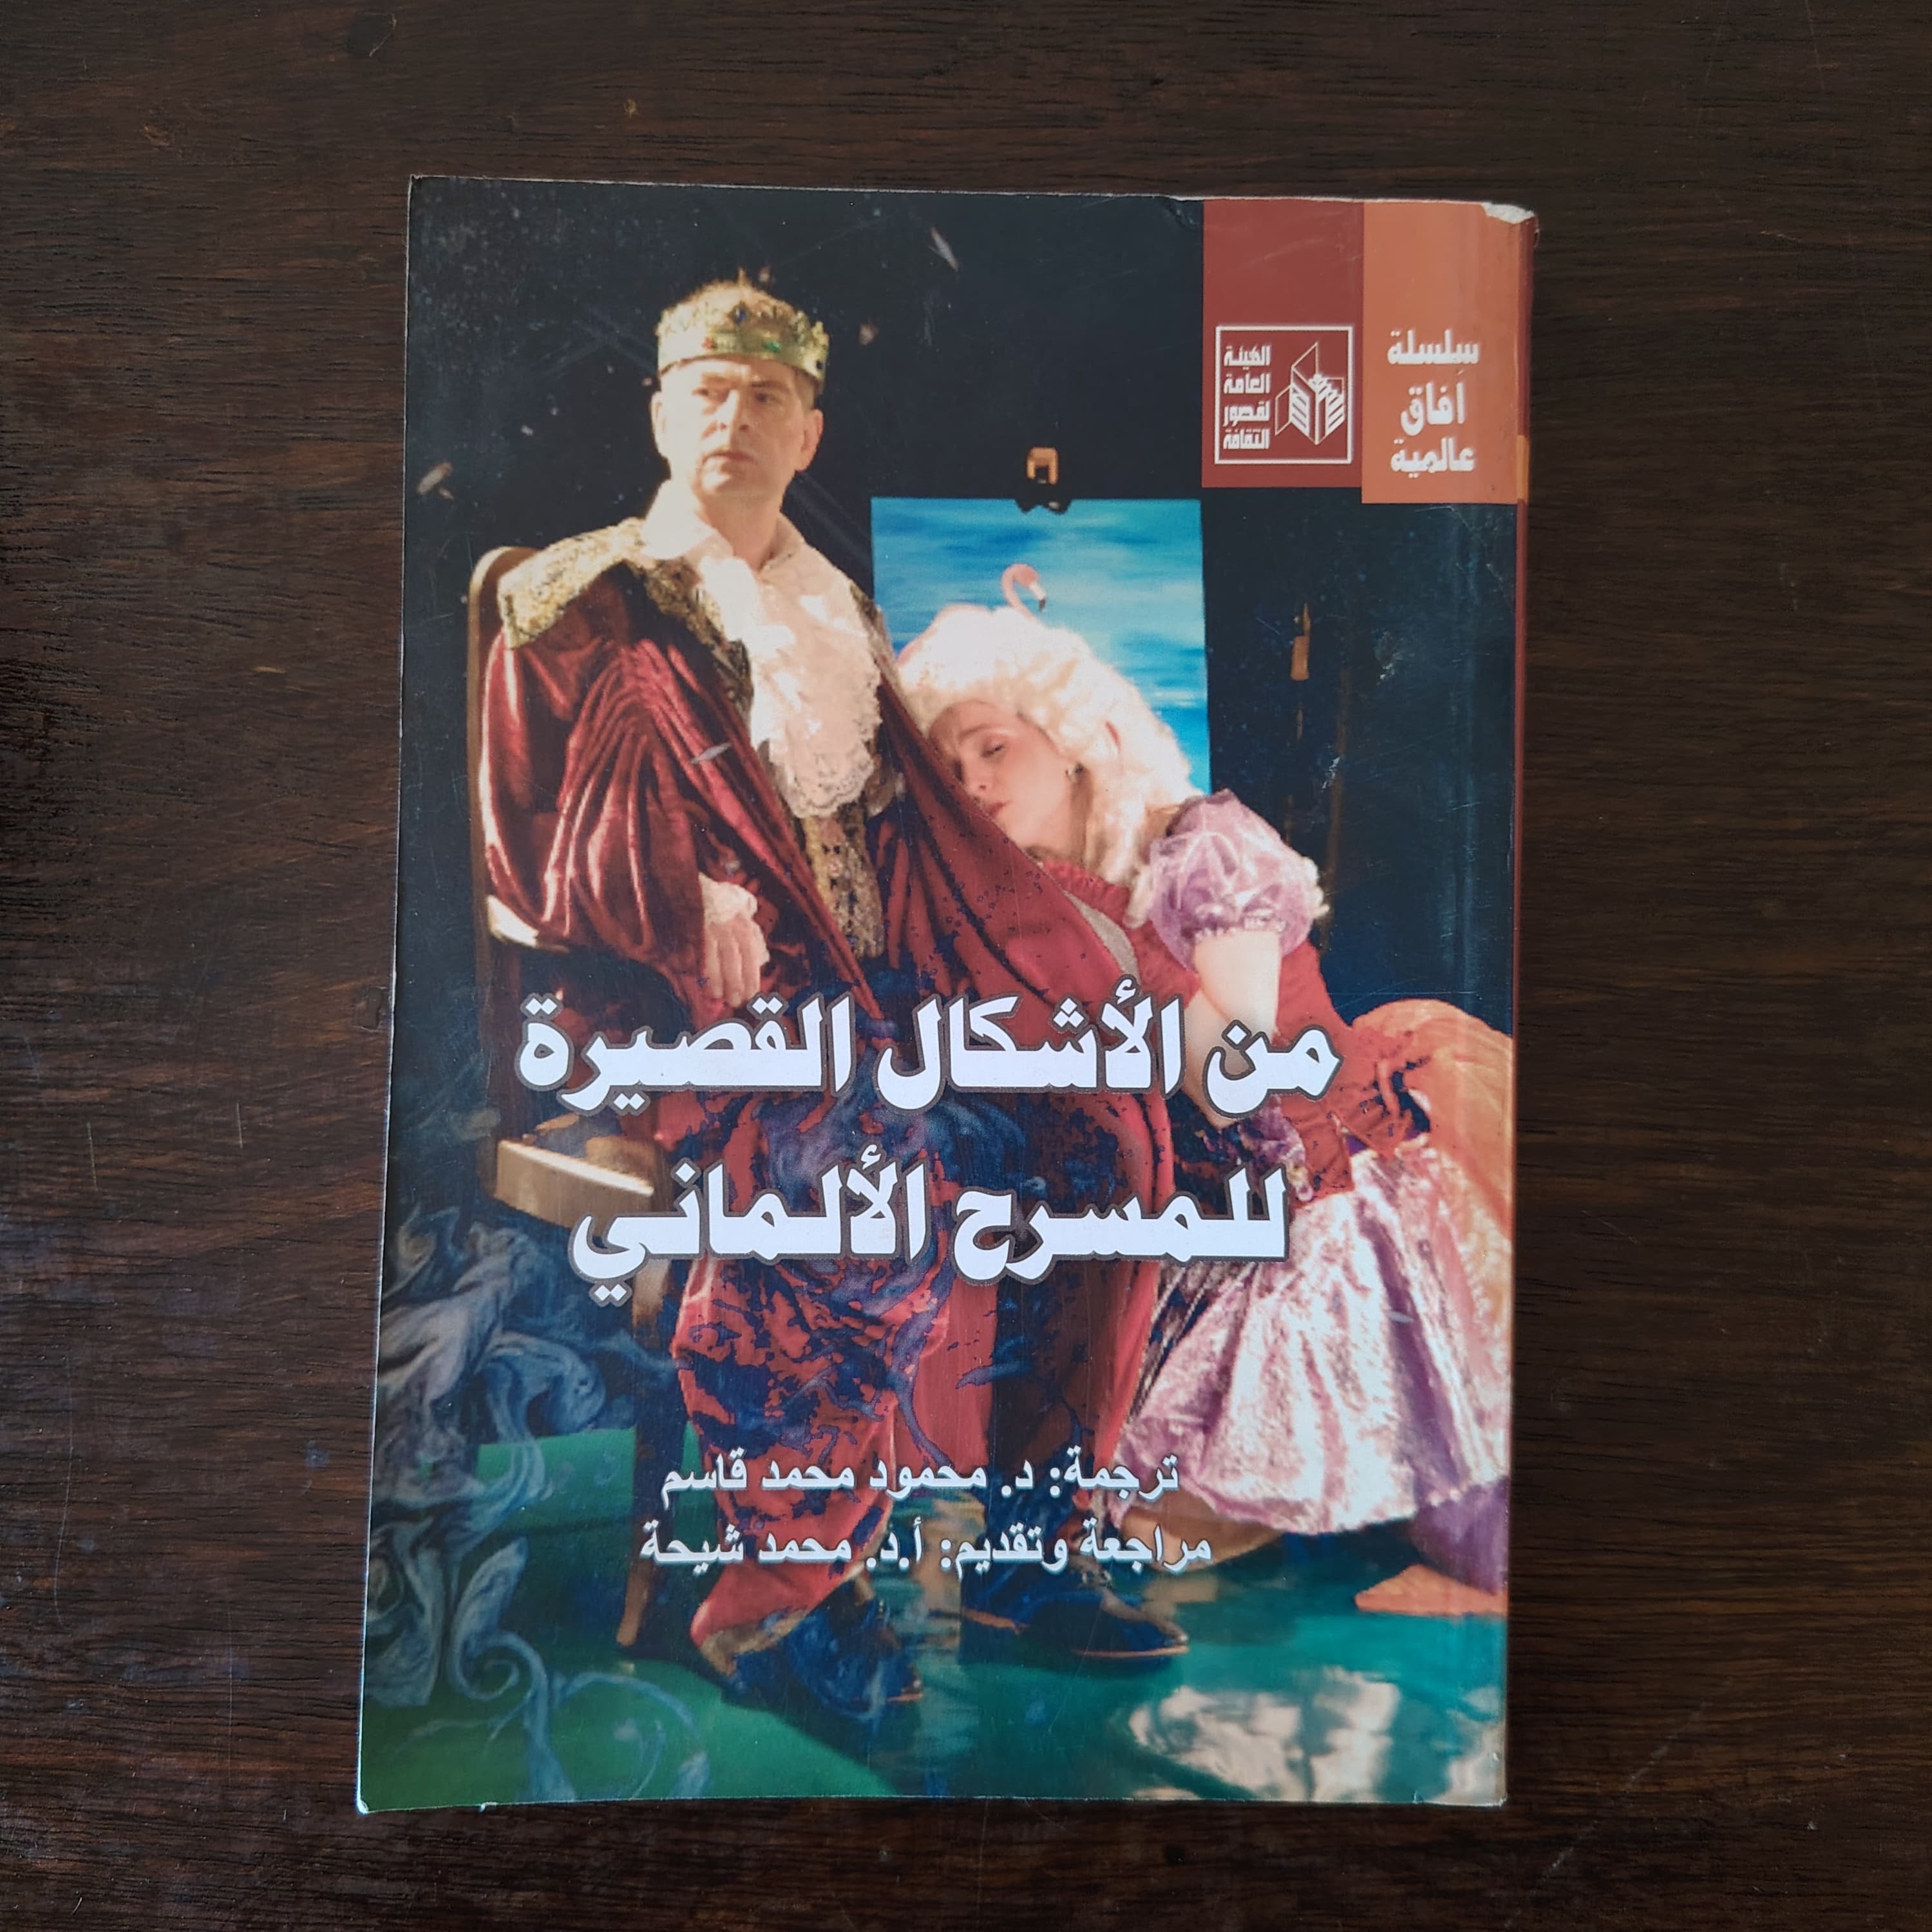 سلسلة
آفاق
عالمية
الهيئة
العامة
لقصور
الثقافة
من الأشكال القصيرة
للمسرح الألماني
ترجمة: د. محمود محمد قاسم
مراجعة وتقديم: أ.د. محمد شيحة